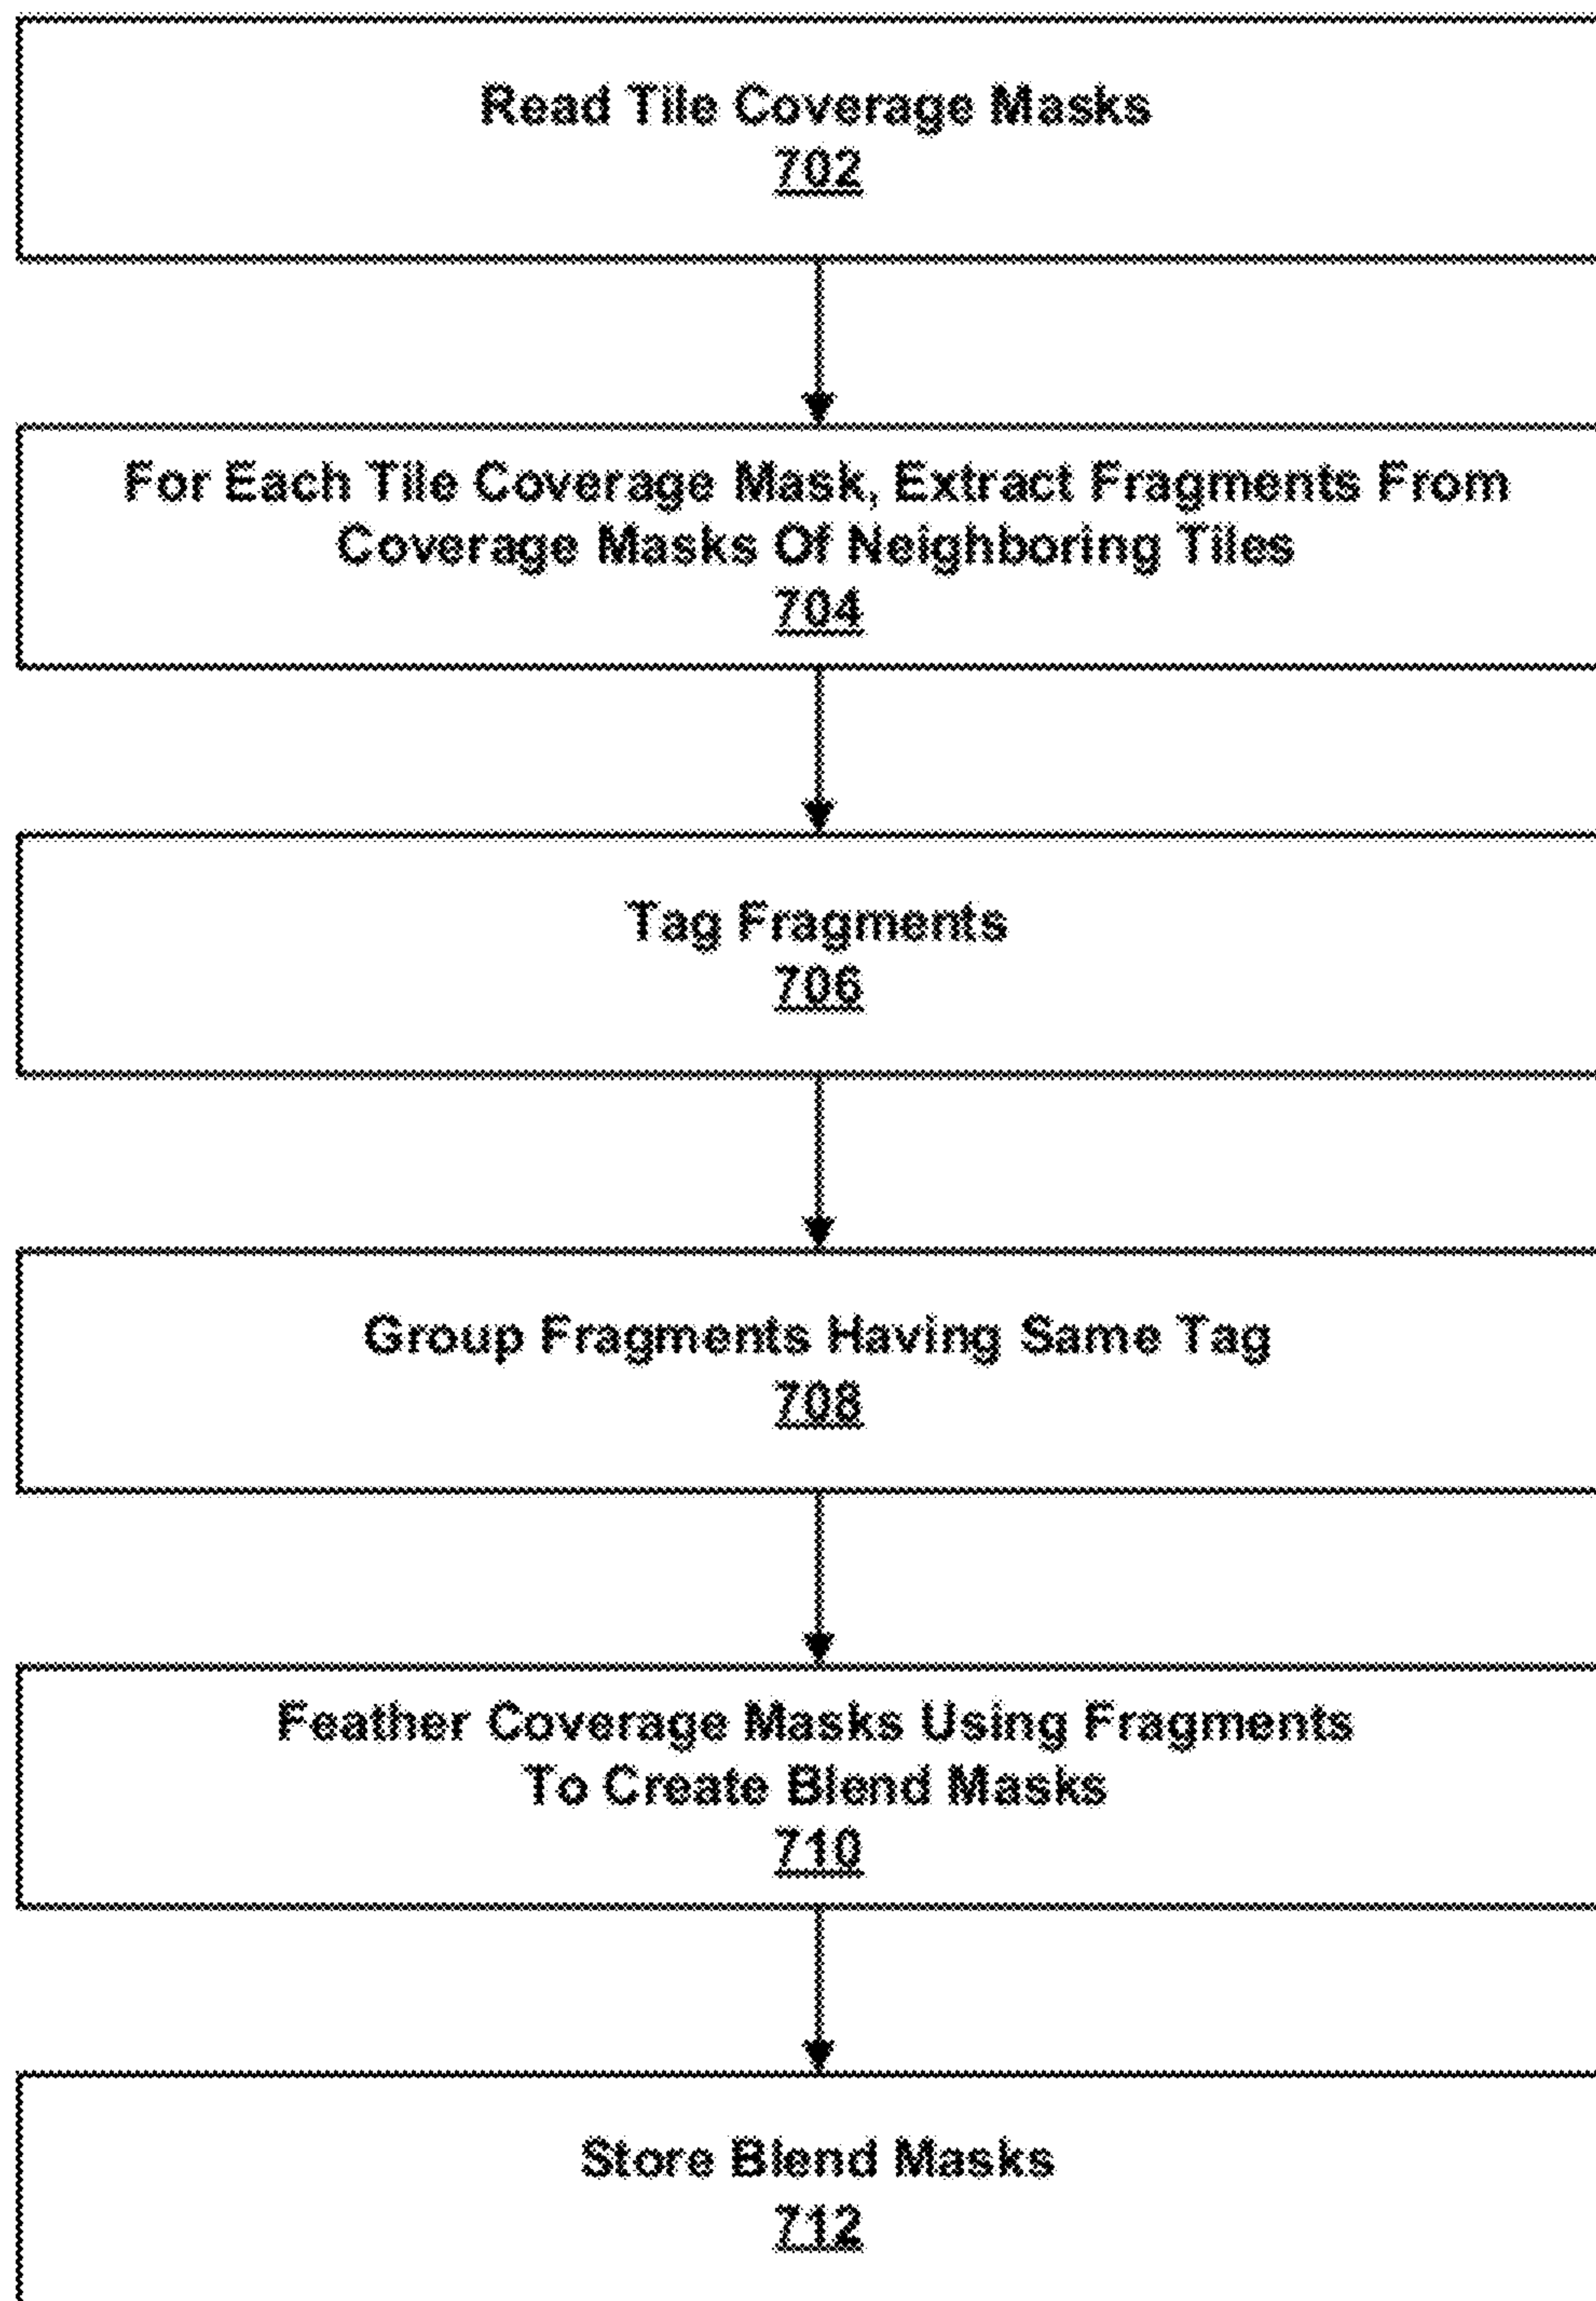 Read Tile Coverage Masks
702
For Each Tile Coverage Mask, Extract Fragments From
Coverage Masks Of Neighboring Tiles
704
Tag Fragments
706
Group Fragments Having Same Tag
708
Feather Coverage Masks Using Fragments
To Create Blend Masks
710
Store Blend Masks
712